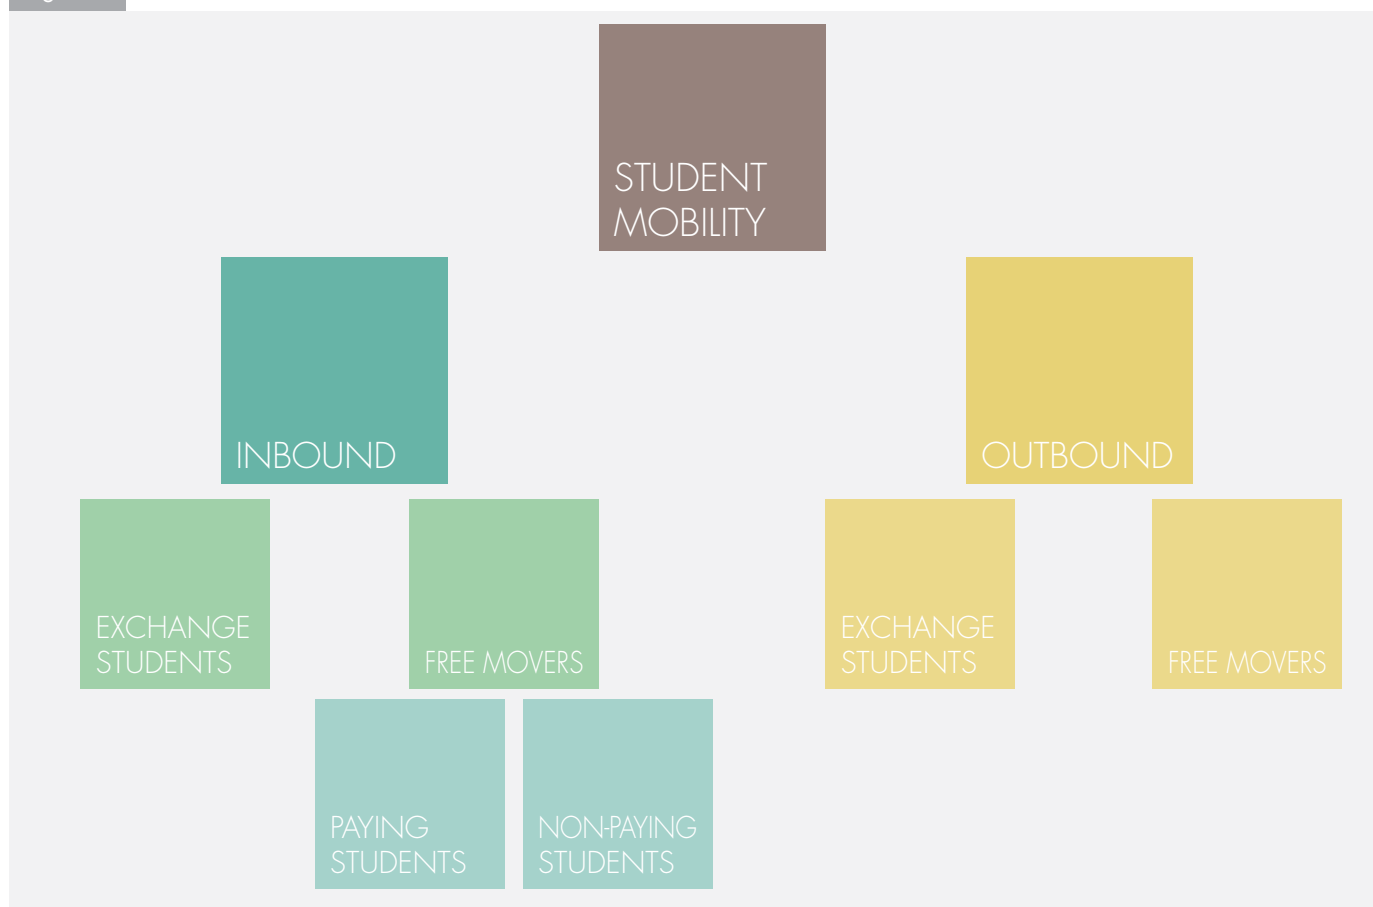 STUDENT
MOBILITY
INBOUND
OUTBOUND
EXCHANGE
STUDENTS
FREE MOVERS
EXCHANGE
STUDENTS
FREE MOVERS
PAYING
STUDENTS
NON-PAYING
STUDENTS